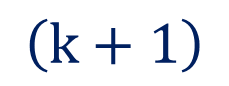 (k + 1)